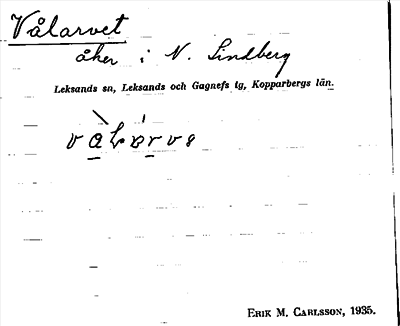 Vålarvet
åker i N. Lindberg
Leksands sn, Leksands och Gagnefs tg, Kopparbergs län.
ERIK M. CARLSSON, 1935.